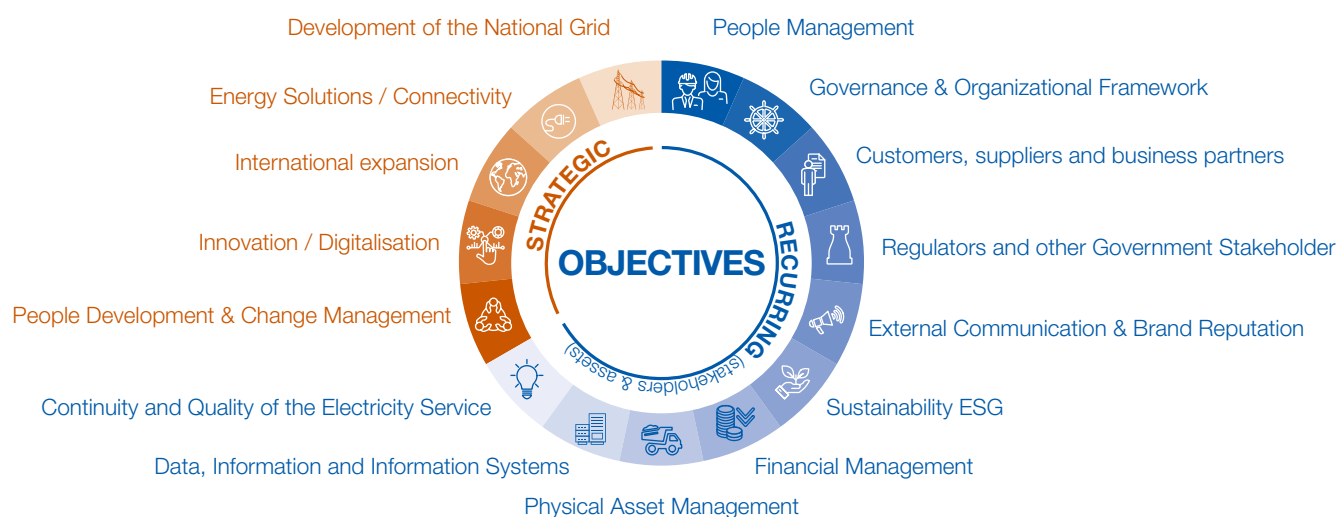 Development of the National Grid
People Management
Energy Solutions / Connectivity
Governance & Organizational Framework
International expansion
Customers, suppliers and business partners
STRATEGIC
Innovation / Digitalisation
OBJECTIVES
RECURRING (stakeholders & assets)
Regulators and other Government Stakeholder
People Development & Change Management
External Communication & Brand Reputation
Continuity and Quality of the Electricity Service
Sustainability ESG
Data, Information and Information Systems
Financial Management
Physical Asset Management